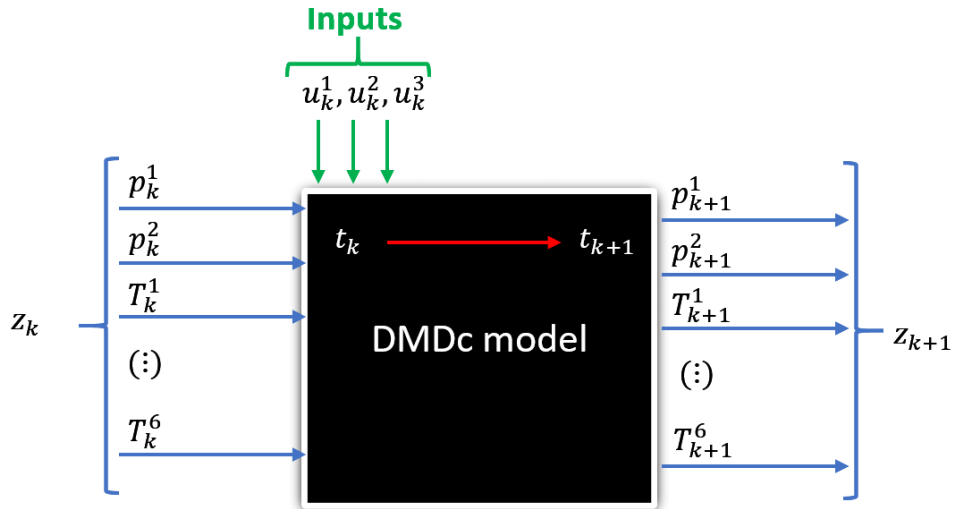 Inputs
u_k^1, u_k^2, u_k^3
p_k^1
p_k^2
T_k^1
(⋮)
T_k^6
z_k
t_k
t_{k+1}
DMDc model
p_{k+1}^1
p_{k+1}^2
T_{k+1}^1
(⋮)
T_{k+1}^6
z_{k+1}